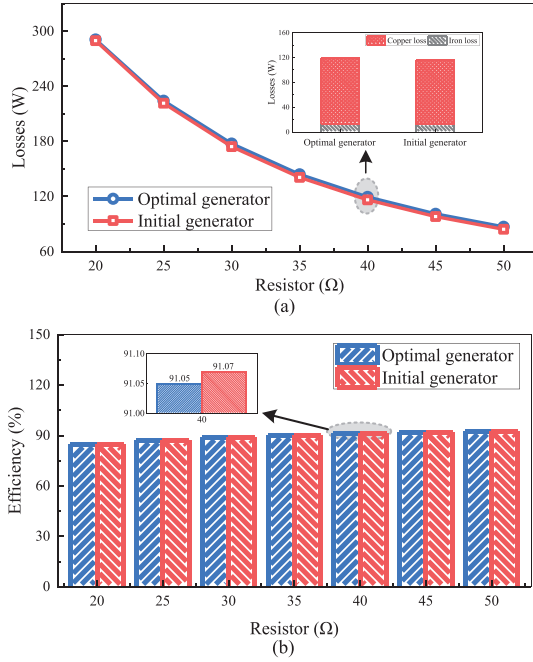 300
240
180
120
60
Losses (W)
160
120
80
40
0
Losses (W)
Copper loss
Iron loss
Optimal generator
Initial generator
Optimal generator
Initial generator
20 25 30 35 40 45 50
Resistor (Ω)
(a)
150
120
90
60
30
0
Efficiency (%)
91.10
91.05
91.00
91.05
91.07
40
Optimal generator
Initial generator
20 25 30 35 40 45 50
Resistor (Ω)
(b)